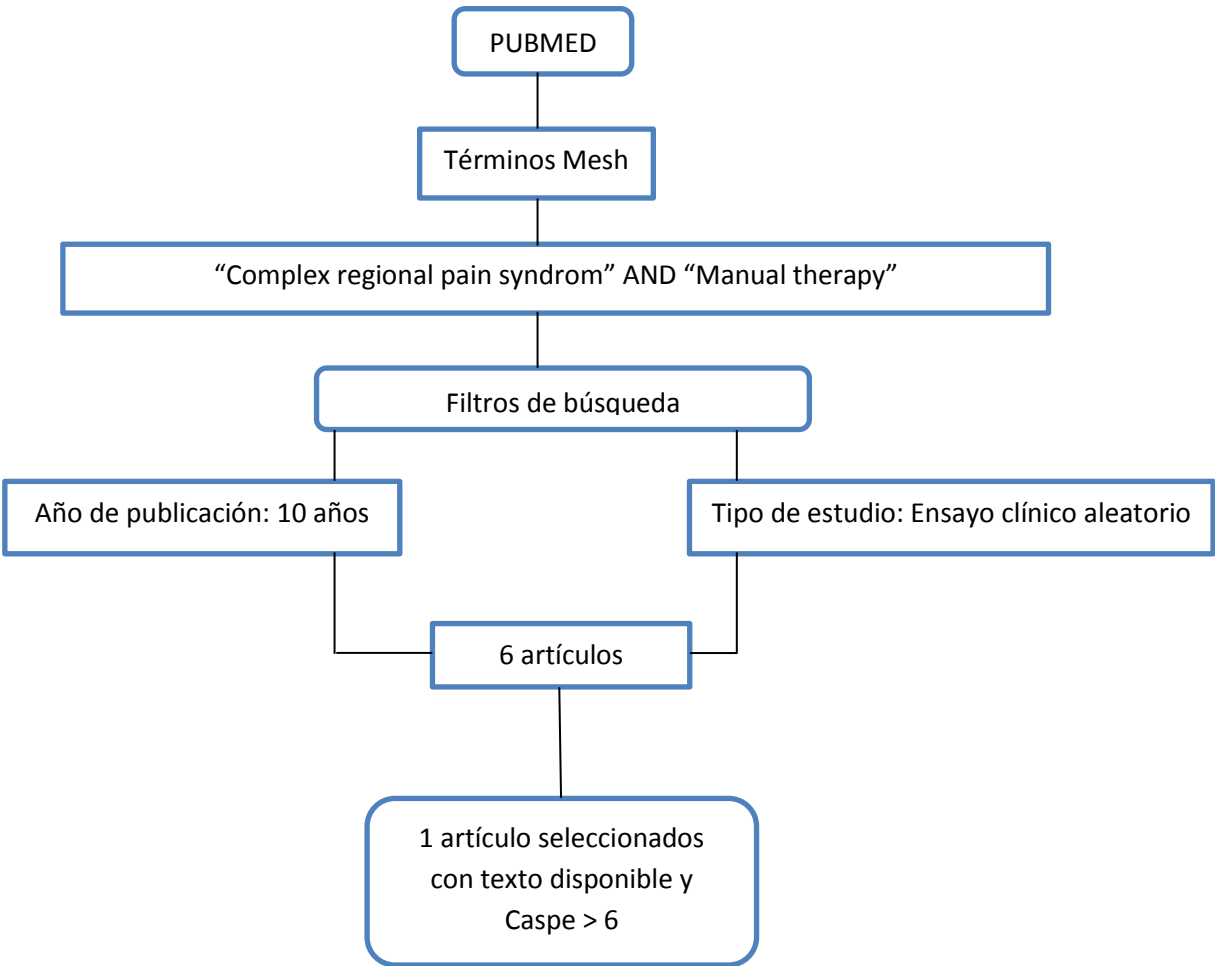 PUBMED
Términos Mesh
“Complex regional pain syndrom” AND “Manual therapy”
Filtros de búsqueda
Año de publicación: 10 años
Tipo de estudio: Ensayo clínico aleatorio
6 artículos
1 artículo seleccionados
con texto disponible y
Caspe > 6